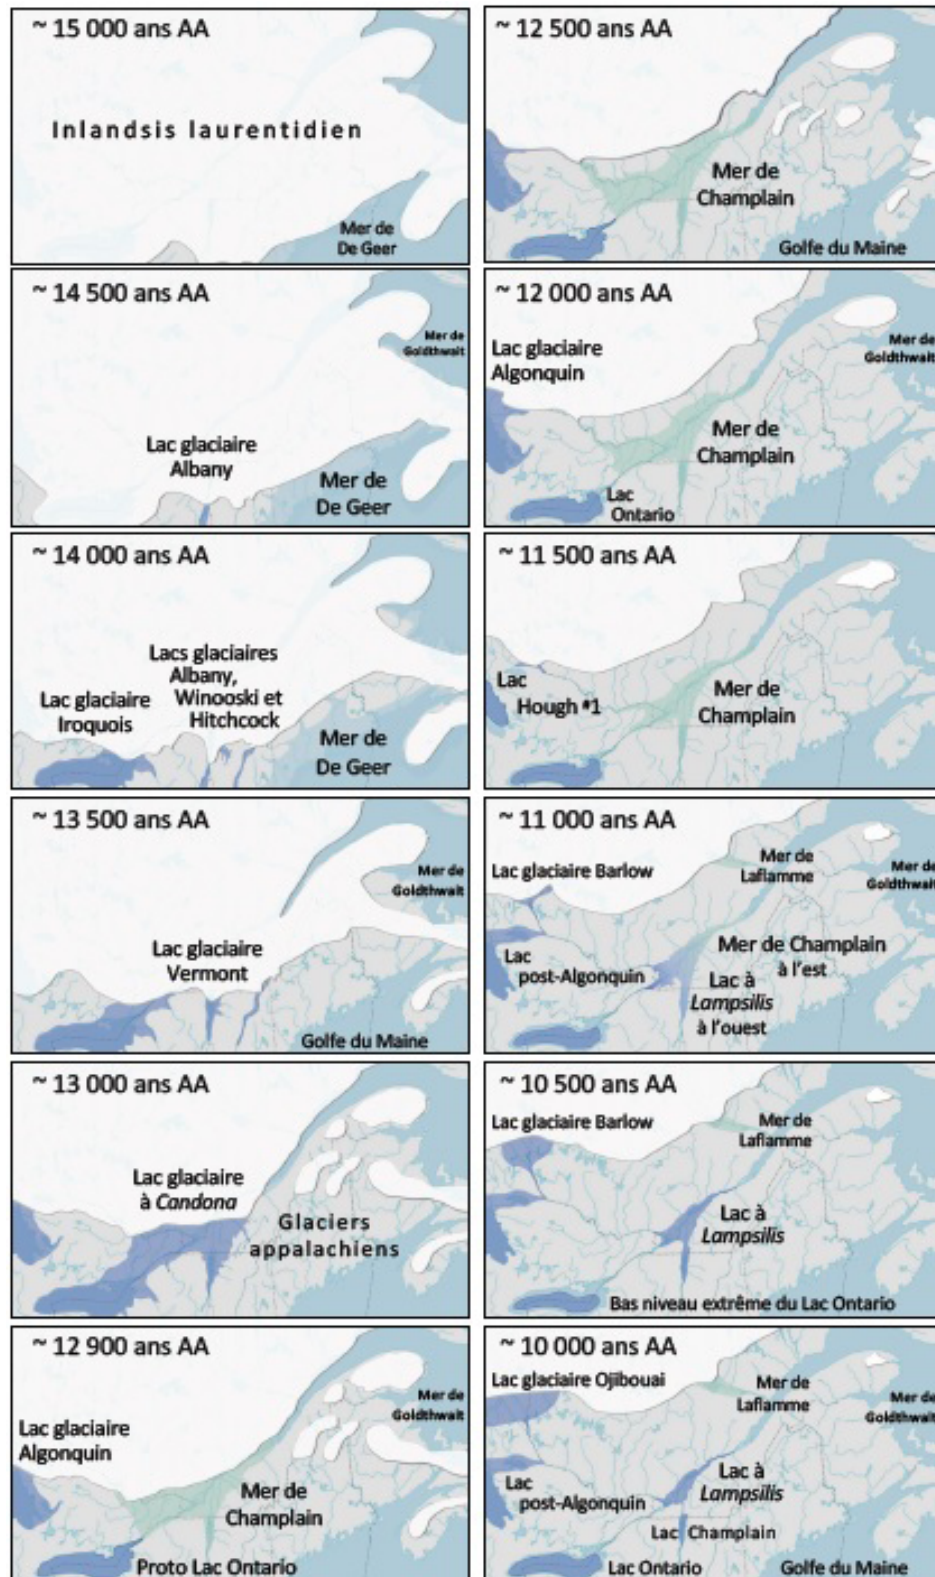 ~ 15 000 ans AA
Inlandsis laurentidien
Mer de
De Geer
~ 14 500 ans AA
Mer de
Goldthwait
Lac glaciaire
Albany
Mer de
De Geer
~ 14 000 ans AA
Lacs glaciaires
Albany,
Winooski et
Hitchcock
Lac glaciaire
Iroquois
Mer de
De Geer
~ 13 500 ans AA
Mer de
Goldthwait
Lac glaciaire
Vermont
Golfe du Maine
~ 13 000 ans AA
Lac glaciaire
à Candona
Glaciers
appalachiens
~ 12 900 ans AA
Mer de
Goldthwait
Lac glaciaire
Algonquin
Mer de
Champlain
Proto Lac Ontario
~ 12 500 ans AA
Mer de
Champlain
Golfe du Maine
~ 12 000 ans AA
Mer de
Goldthwait
Lac glaciaire
Algonquin
Mer de
Champlain
Lac
Ontario
~ 11 500 ans AA
Lac
Hough #1
Mer de
Champlain
~ 11 000 ans AA
Mer de
Laflamme
Lac glaciaire Barlow
Mer de
Goldthwait
Mer de Champlain
à l'est
Lac
post-Algonquin
Lac à
Lampsilis
à l'ouest
~ 10 500 ans AA
Lac glaciaire Barlow
Mer de
Laflamme
Lac à
Lampsilis
Bas niveau extrême du Lac Ontario
~ 10 000 ans AA
Lac glaciaire Ojibouai
Mer de
Laflamme
Mer de
Goldthwait
Lac
post-Algonquin
Lac à
Lampsilis
Lac Champlain
Lac Ontario
Golfe du Maine